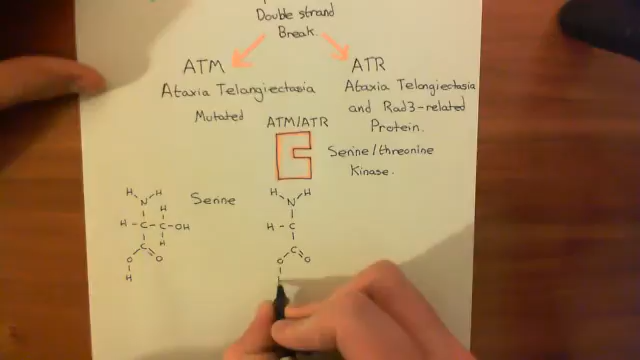 Double strand
Break.
ATM
Ataxia Telangiectasia
Mutated
ATR
Ataxia Telangiectasia
and Rad3-related
Protein.
ATM/ATR
Serine/threonine
Kinase.
Serine
H H
N
H
H-C-C-OH
H
C
O O
H
H H
N
H-C
C
O O